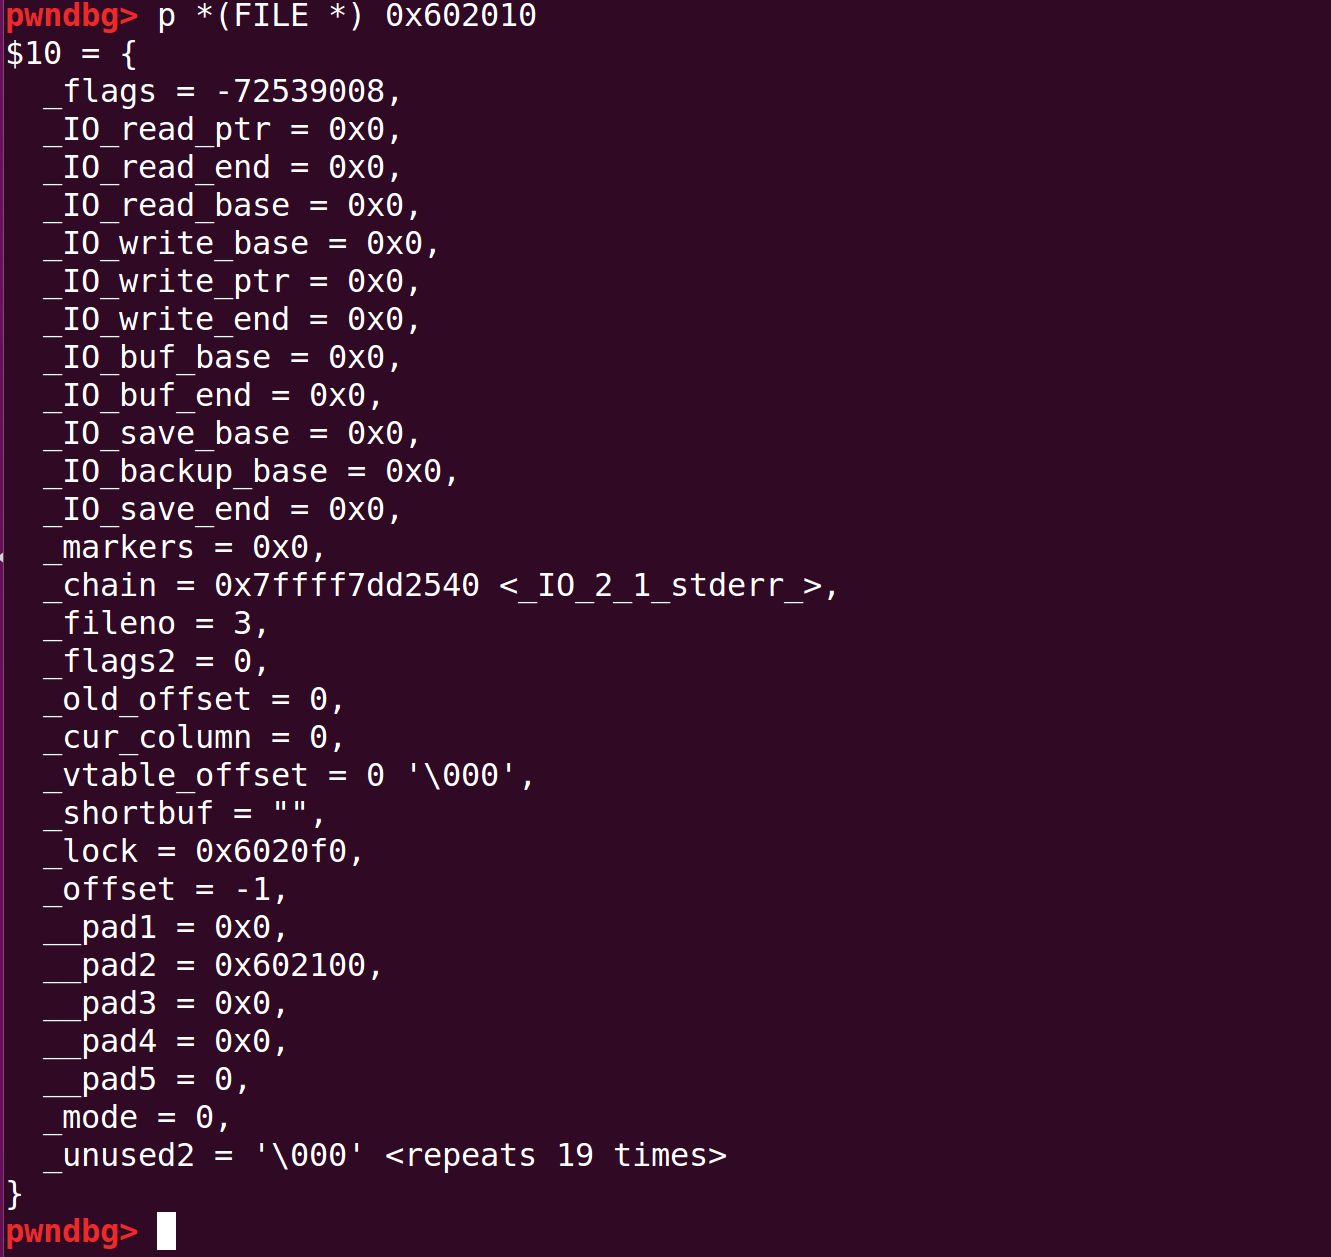 pwndbg> p *(FILE *) 0x602010
$10 = {
  _flags = -72539008,
  _IO_read_ptr = 0x0,
  _IO_read_end = 0x0,
  _IO_read_base = 0x0,
  _IO_write_base = 0x0,
  _IO_write_ptr = 0x0,
  _IO_write_end = 0x0,
  _IO_buf_base = 0x0,
  _IO_buf_end = 0x0,
  _IO_save_base = 0x0,
  _IO_backup_base = 0x0,
  _IO_save_end = 0x0,
  _markers = 0x0,
  _chain = 0x7ffff7dd2540 <_IO_2_1_stderr_>,
  _fileno = 3,
  _flags2 = 0,
  _old_offset = 0,
  _cur_column = 0,
  _vtable_offset = 0 '\000',
  _shortbuf = "",
  _lock = 0x6020f0,
  _offset = -1,
  __pad1 = 0x0,
  __pad2 = 0x602100,
  __pad3 = 0x0,
  __pad4 = 0x0,
  __pad5 = 0,
  _mode = 0,
  _unused2 = '\000' <repeats 19 times>
}
pwndbg>